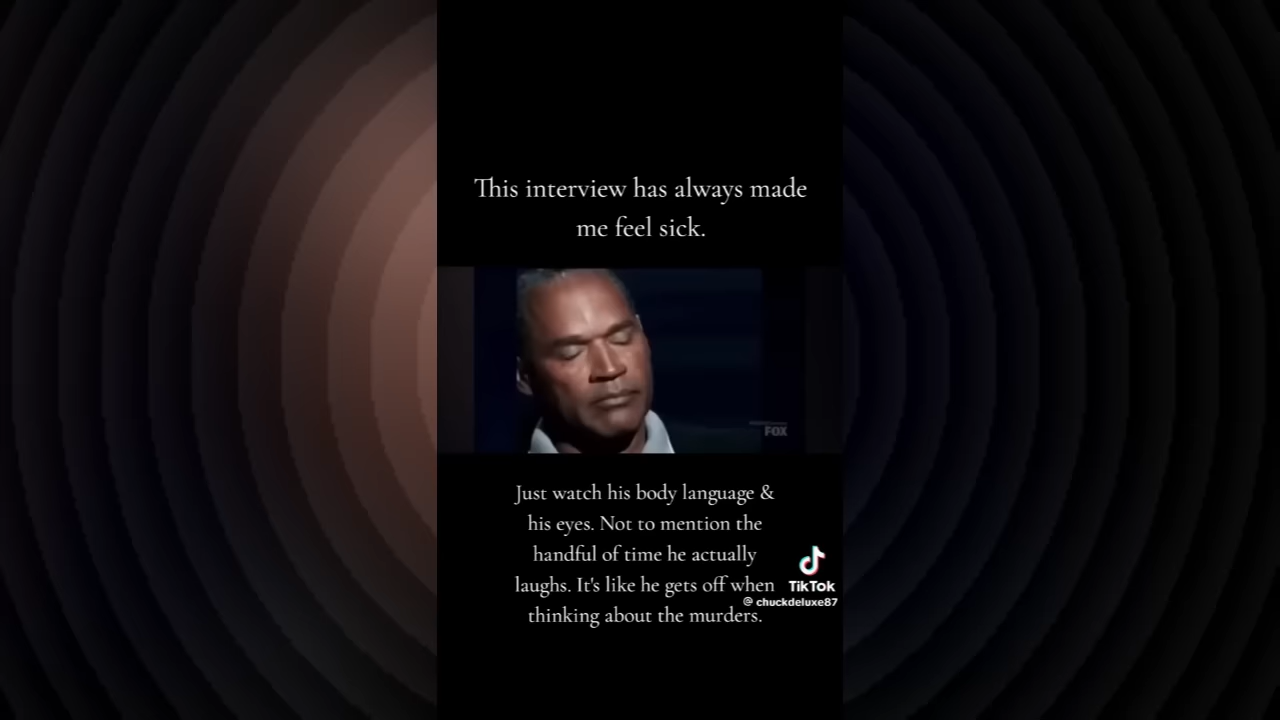 This interview has always made
me feel sick.
FOX
Just watch his body language &
his eyes. Not to mention the
handful of time he actually
laughs. It's like he gets off when
thinking about the murders.
TikTok
@ chuckdeluxe87